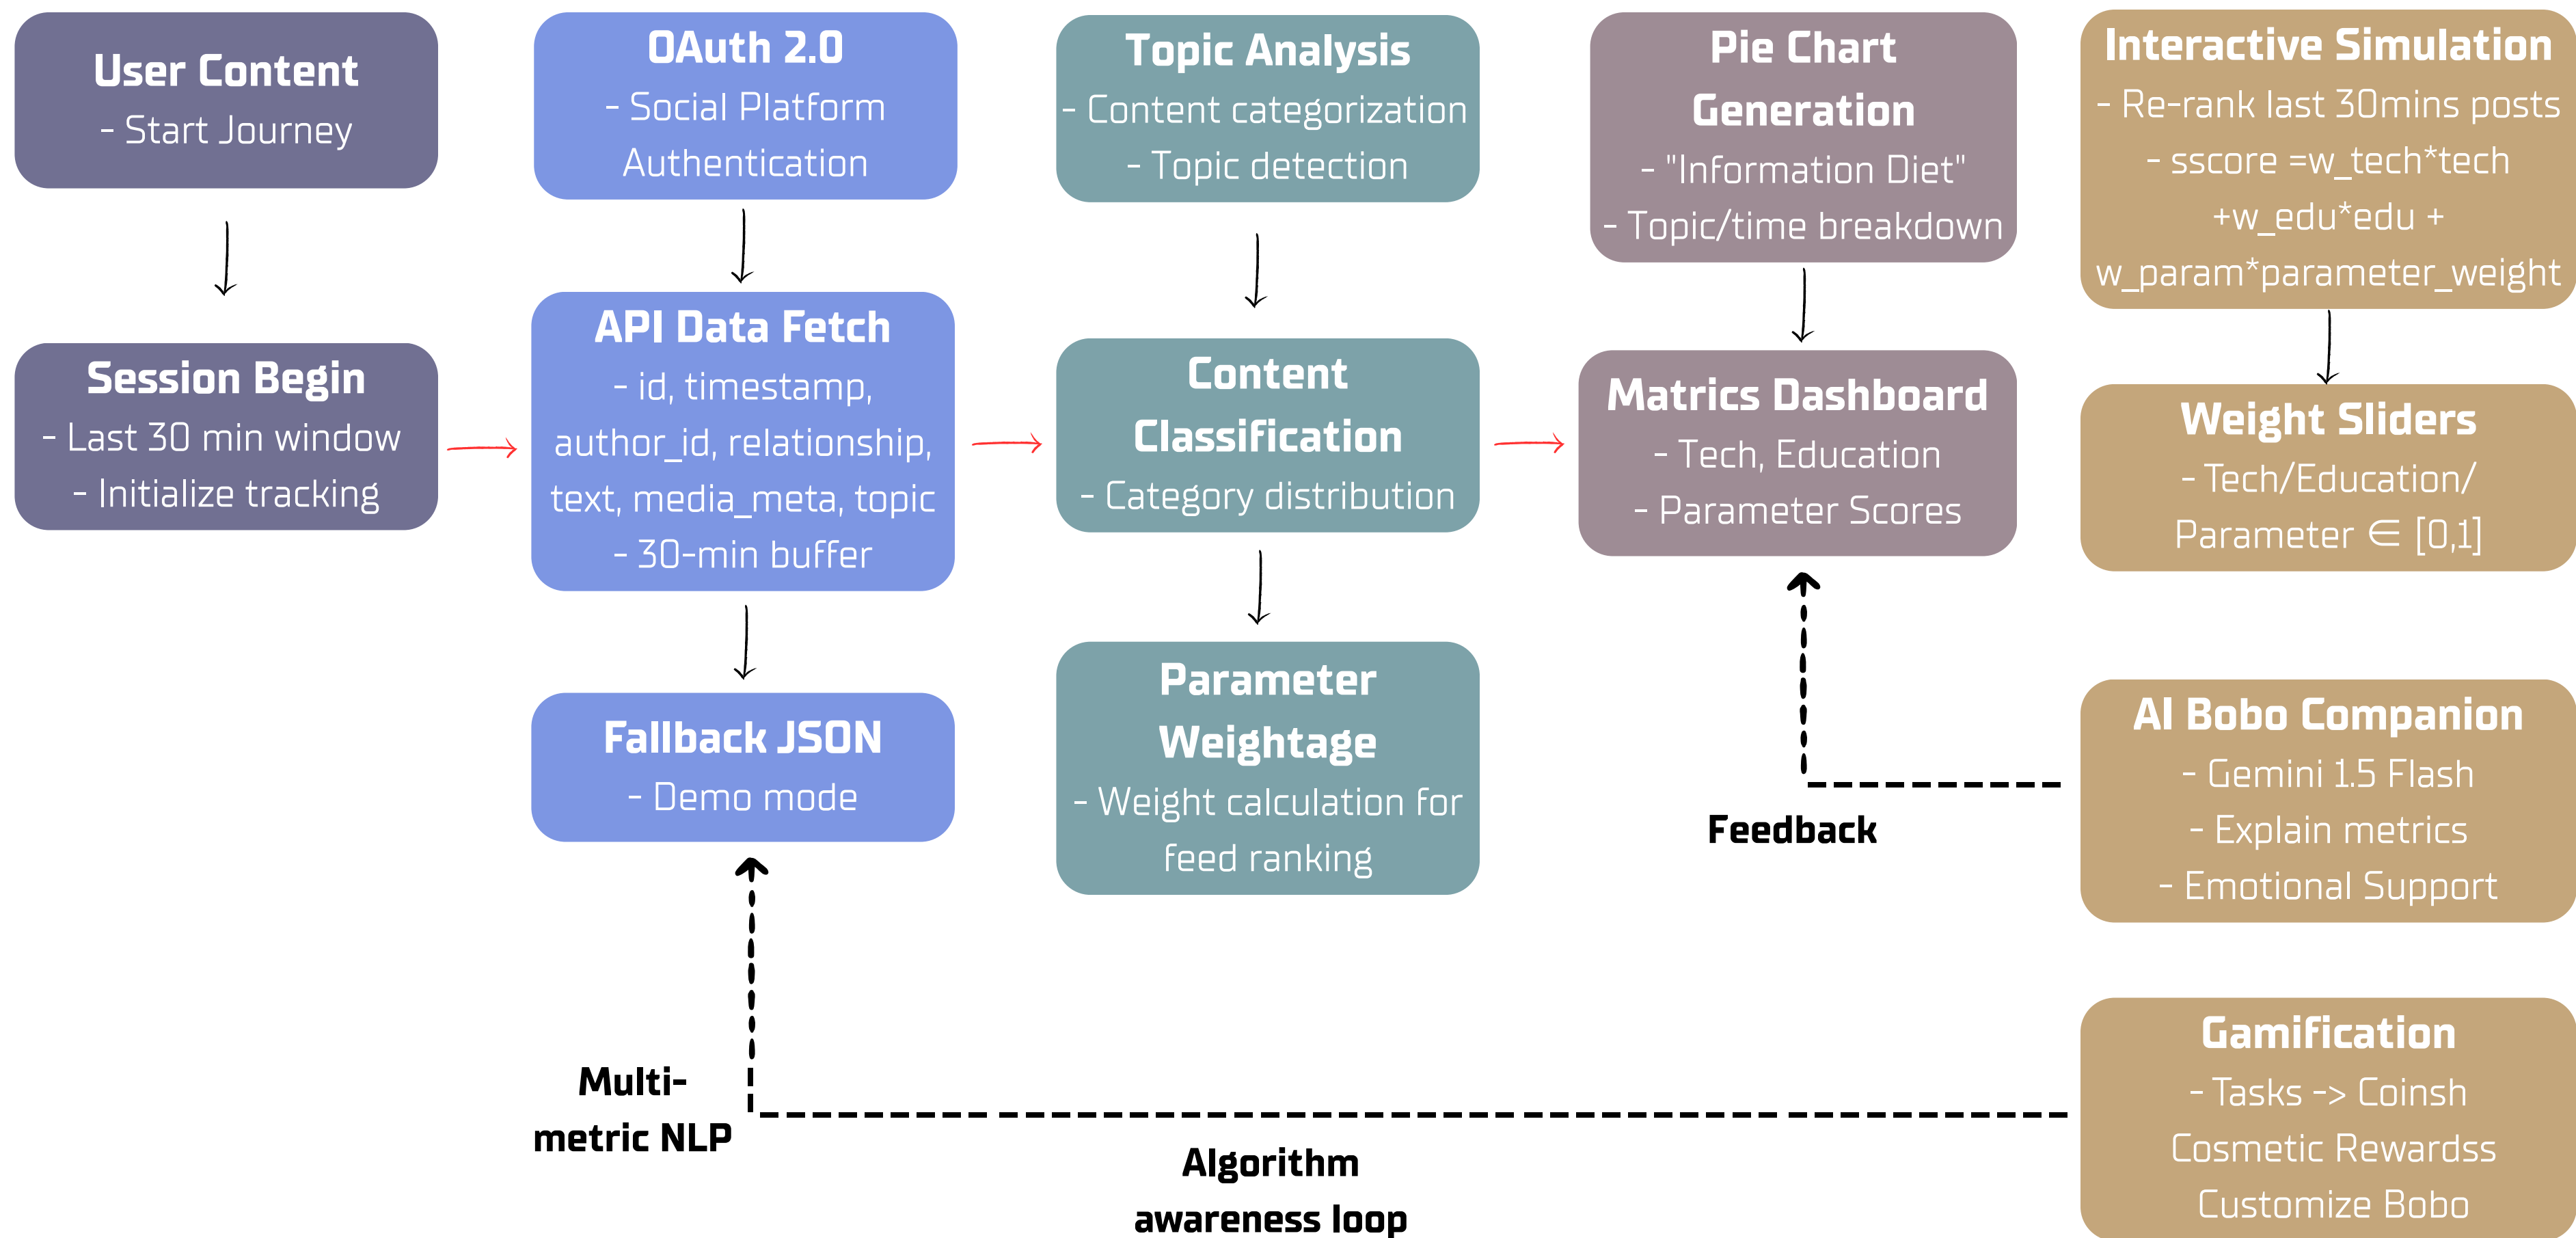 User Content
- Start Journey
Session Begin
- Last 30 min window
- Initialize tracking
OAuth 2.0
- Social Platform
Authentication
API Data Fetch
- id, timestamp,
author_id, relationship,
text, media_meta, topic
- 30-min buffer
Fallback JSON
- Demo mode
Multi-
metric NLP
Topic Analysis
- Content categorization
- Topic detection
Content
Classification
- Category distribution
Parameter
Weightage
- Weight calculation for
feed ranking
Algorithm
awareness loop
Pie Chart
Generation
- "Information Diet"
- Topic/time breakdown
Matrics Dashboard
- Tech, Education
- Parameter Scores
Feedback
Interactive Simulation
- Re-rank last 30mins posts
- sscore =w_tech*tech
+w_edu*edu +
w_param*parameter_weight
Weight Sliders
- Tech/Education/
Parameter ∈ [0,1]
AI Bobo Companion
- Gemini 1.5 Flash
- Explain metrics
- Emotional Support
Gamification
- Tasks -> Coinsh
Cosmetic Rewardss
Customize Bobo